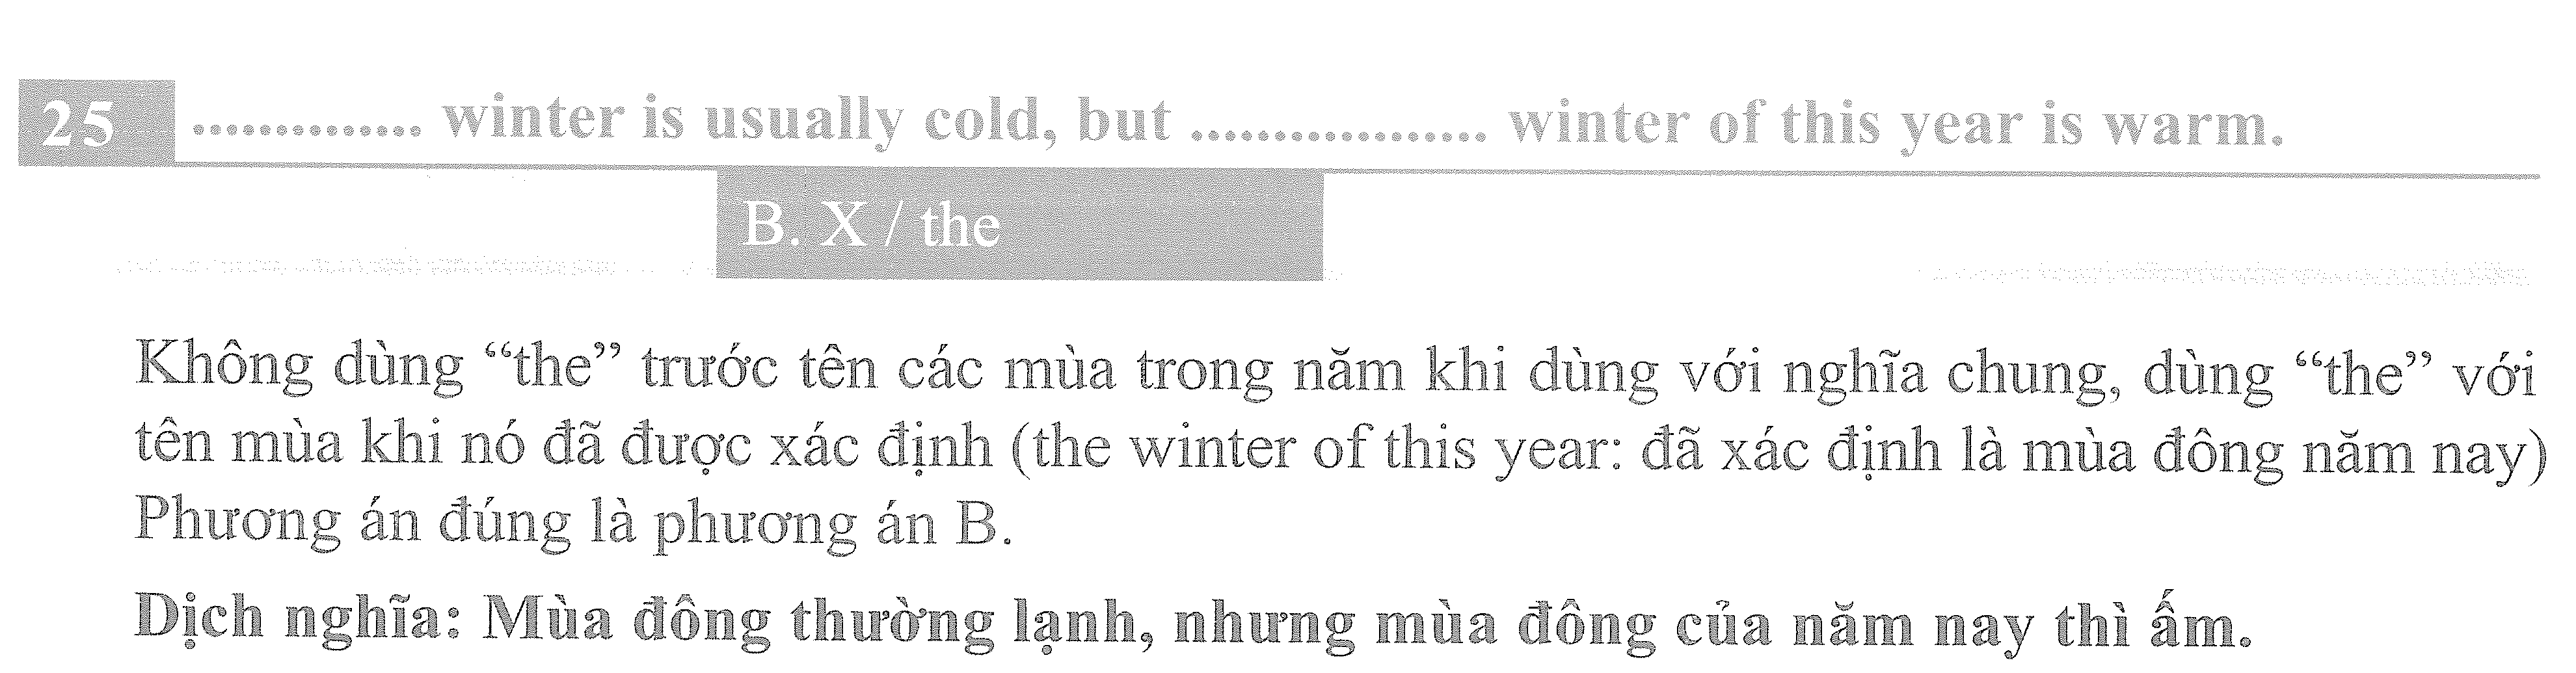 25 .............. winter is usually cold, but .................. winter of this year is warm.
B. X / the
Không dùng “the” trước tên các mùa trong năm khi dùng với nghĩa chung, dùng “the” với
tên mùa khi nó đã được xác định (the winter of this year: đã xác định là mùa đông năm nay)
Phương án đúng là phương án B.
Dịch nghĩa: Mùa đông thường lạnh, nhưng mùa đông của năm nay thì ấm.